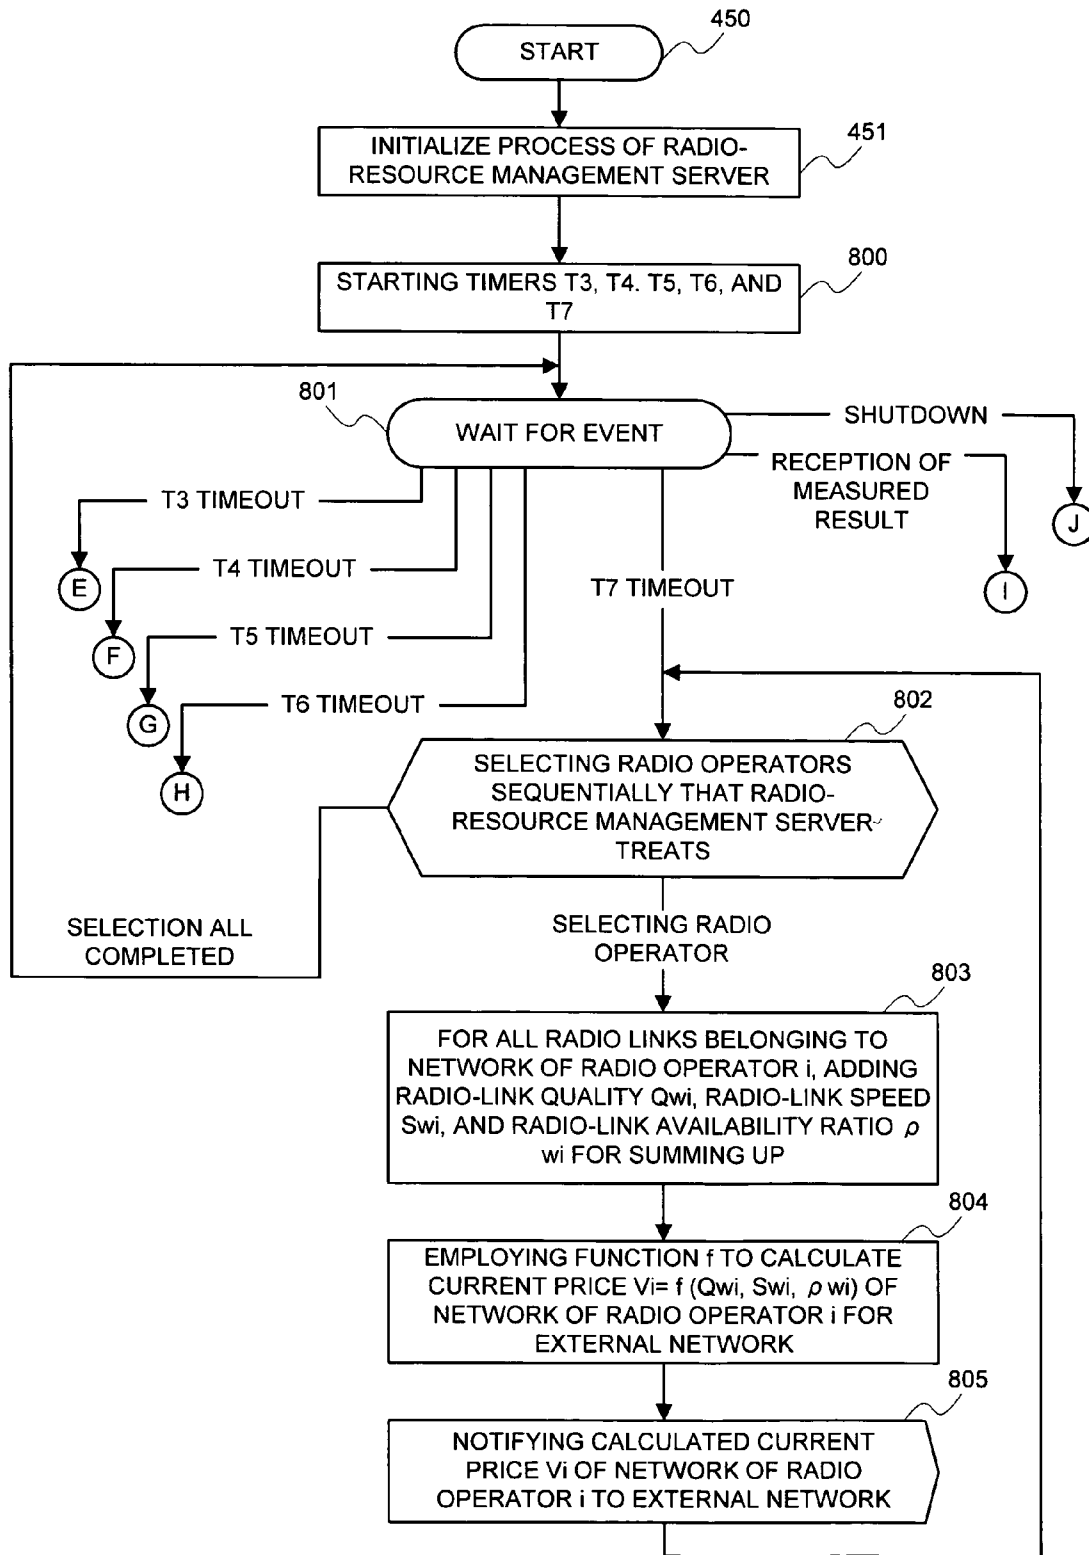 450
START
INITIALIZE PROCESS OF RADIO-
RESOURCE MANAGEMENT SERVER
451
STARTING TIMERS T3, T4. T5, T6, AND
T7
800
801
WAIT FOR EVENT
SHUTDOWN
RECEPTION OF
MEASURED
RESULT
J
I
T3 TIMEOUT
E
T4 TIMEOUT
F
T5 TIMEOUT
G
T6 TIMEOUT
H
T7 TIMEOUT
802
SELECTING RADIO OPERATORS
SEQUENTIALLY THAT RADIO-
RESOURCE MANAGEMENT SERVER
TREATS
SELECTION ALL
COMPLETED
SELECTING RADIO
OPERATOR
803
FOR ALL RADIO LINKS BELONGING TO
NETWORK OF RADIO OPERATOR i, ADDING
RADIO-LINK QUALITY Qwi, RADIO-LINK SPEED
Swi, AND RADIO-LINK AVAILABILITY RATIO ρ
wi FOR SUMMING UP
804
EMPLOYING FUNCTION f TO CALCULATE
CURRENT PRICE Vi= f (Qwi, Swi, ρ wi) OF
NETWORK OF RADIO OPERATOR i FOR
EXTERNAL NETWORK
805
NOTIFYING CALCULATED CURRENT
PRICE Vi OF NETWORK OF RADIO
OPERATOR i TO EXTERNAL NETWORK